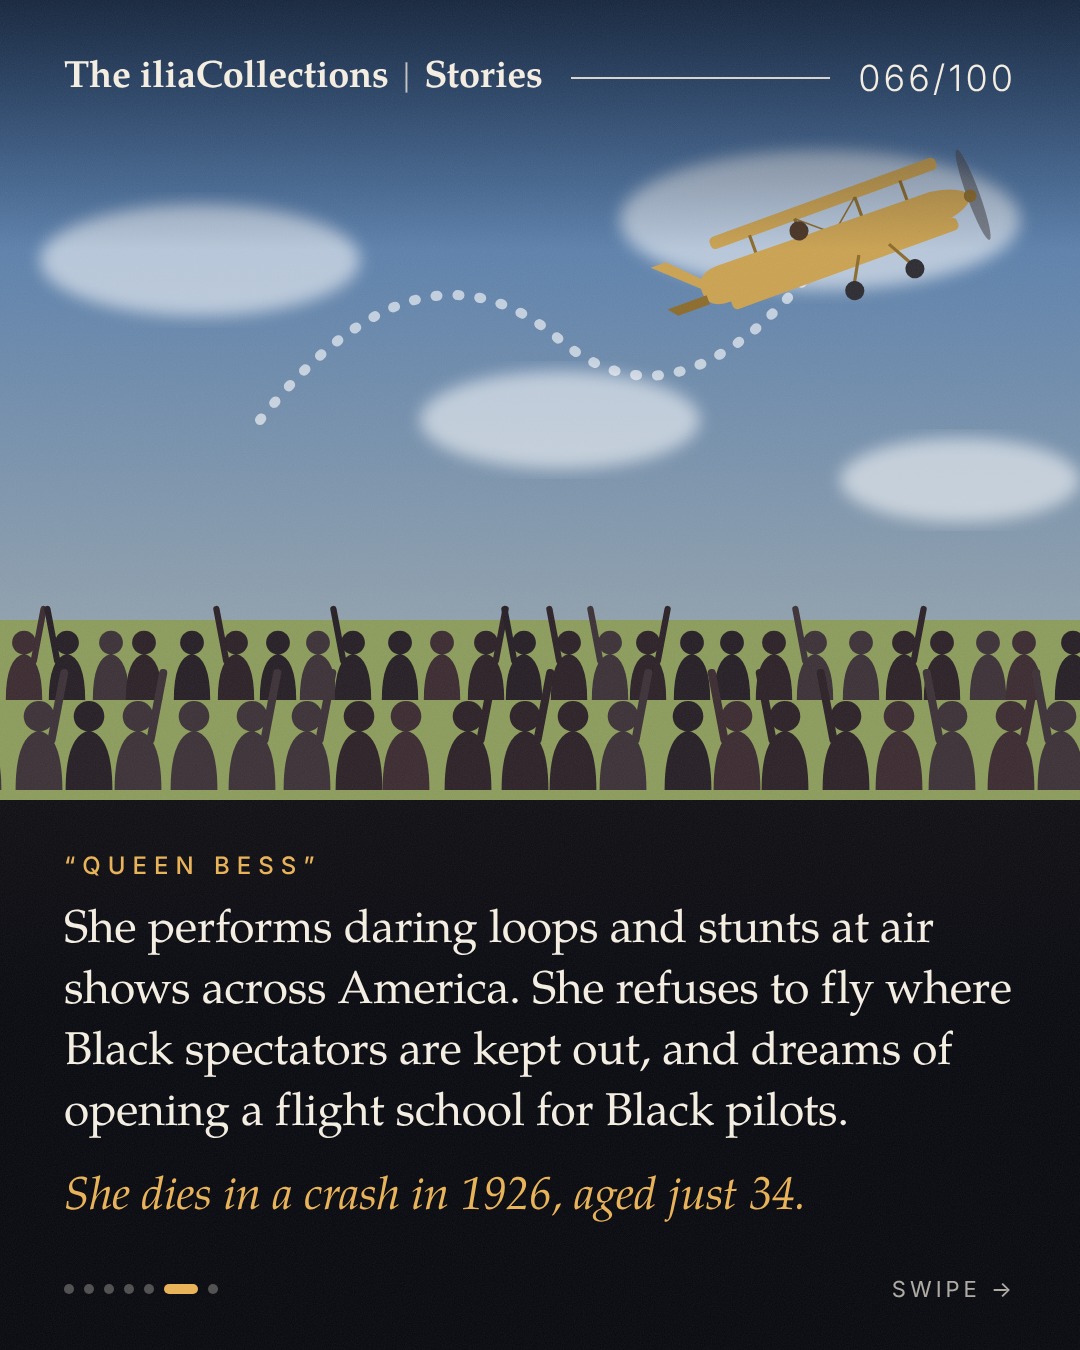 The iliaCollections | Stories 066/100
“QUEEN BESS”
She performs daring loops and stunts at air
shows across America. She refuses to fly where
Black spectators are kept out, and dreams of
opening a flight school for Black pilots.
She dies in a crash in 1926, aged just 34.
SWIPE →